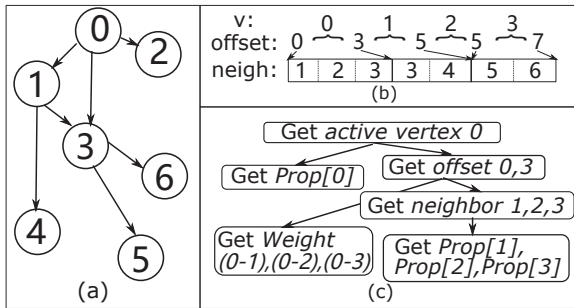 0
2
1
3
6
4
5
(a)
v: 0 1 2 3
offset: 0 3 5 5 7
neigh: 1 2 3 3 4 5 6
(b)
Get active vertex 0
Get Prop[0]
Get offset 0,3
Get neighbor 1,2,3
Get Weight
(0-1),(0-2),(0-3)
Get Prop[1],
Prop[2],Prop[3]
(c)